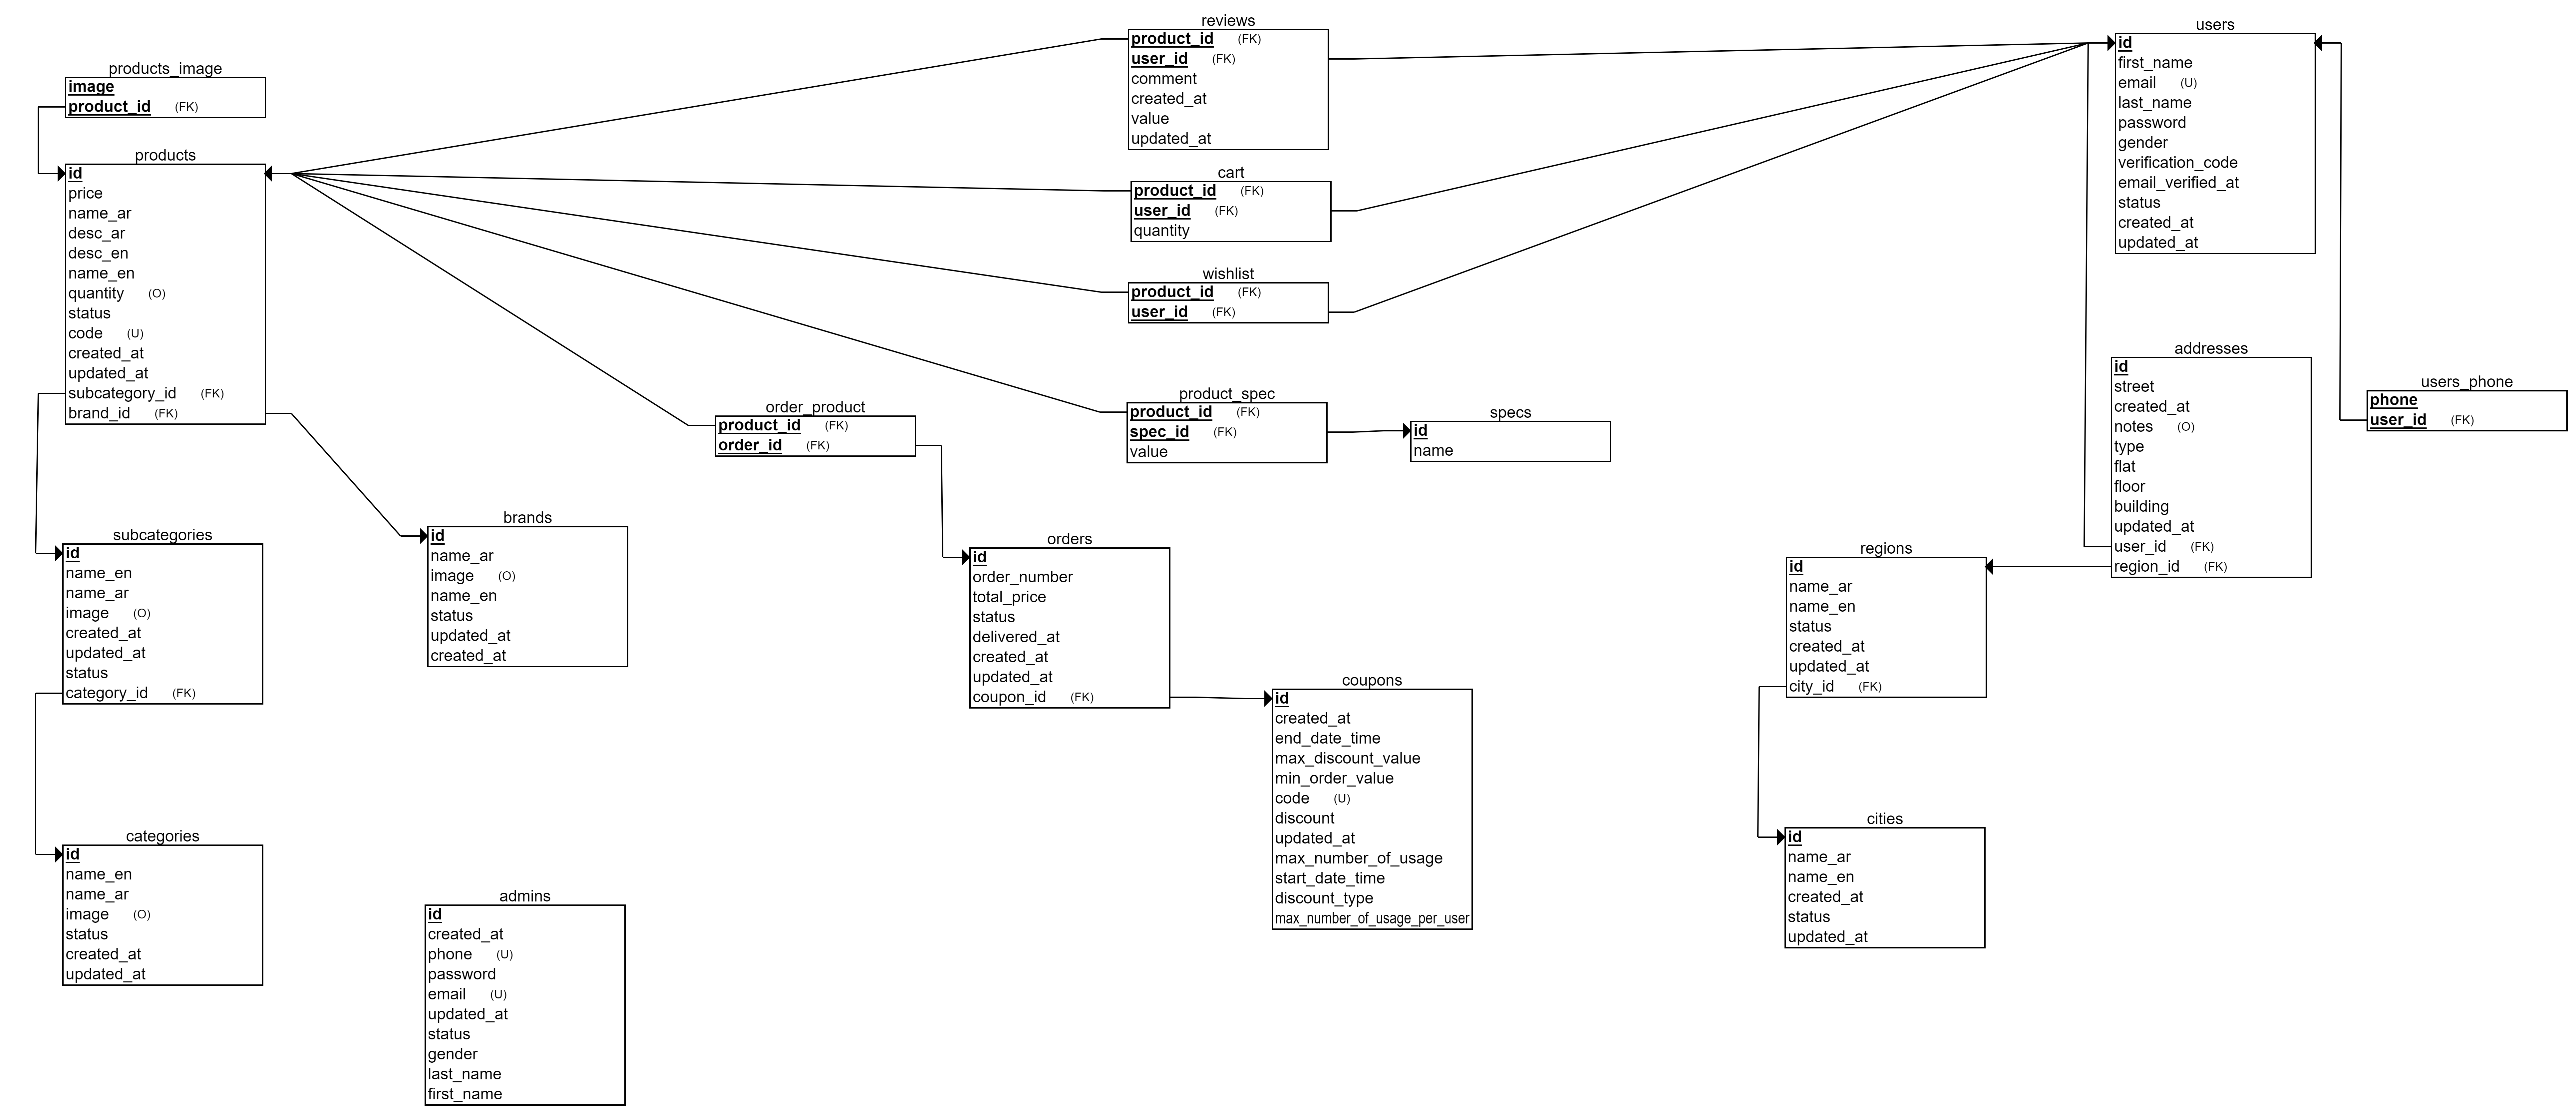 products_image
image
product_id (FK)
products
id
price
name_ar
desc_ar
desc_en
name_en
quantity (O)
status
code (U)
created_at
updated_at
subcategory_id (FK)
brand_id (FK)
subcategories
id
name_en
name_ar
image (O)
created_at
updated_at
status
category_id (FK)
categories
id
name_en
name_ar
image (O)
status
created_at
updated_at
brands
id
name_ar
image (O)
name_en
status
updated_at
created_at
admins
id
created_at
phone (U)
password
email (U)
updated_at
status
gender
last_name
first_name
order_product
product_id (FK)
order_id (FK)
orders
id
order_number
total_price
status
delivered_at
created_at
updated_at
coupon_id (FK)
reviews
product_id (FK)
user_id (FK)
comment
created_at
value
updated_at
cart
product_id (FK)
user_id (FK)
quantity
wishlist
product_id (FK)
user_id (FK)
product_spec
product_id (FK)
spec_id (FK)
value
specs
id
name
coupons
id
created_at
end_date_time
max_discount_value
min_order_value
code (U)
discount
updated_at
max_number_of_usage
start_date_time
discount_type
max_number_of_usage_per_user
users
id
first_name
email (U)
last_name
password
gender
verification_code
email_verified_at
status
created_at
updated_at
addresses
id
street
created_at
notes (O)
type
flat
floor
building
updated_at
user_id (FK)
region_id (FK)
users_phone
phone
user_id (FK)
regions
id
name_ar
name_en
status
created_at
updated_at
city_id (FK)
cities
id
name_ar
name_en
created_at
status
updated_at